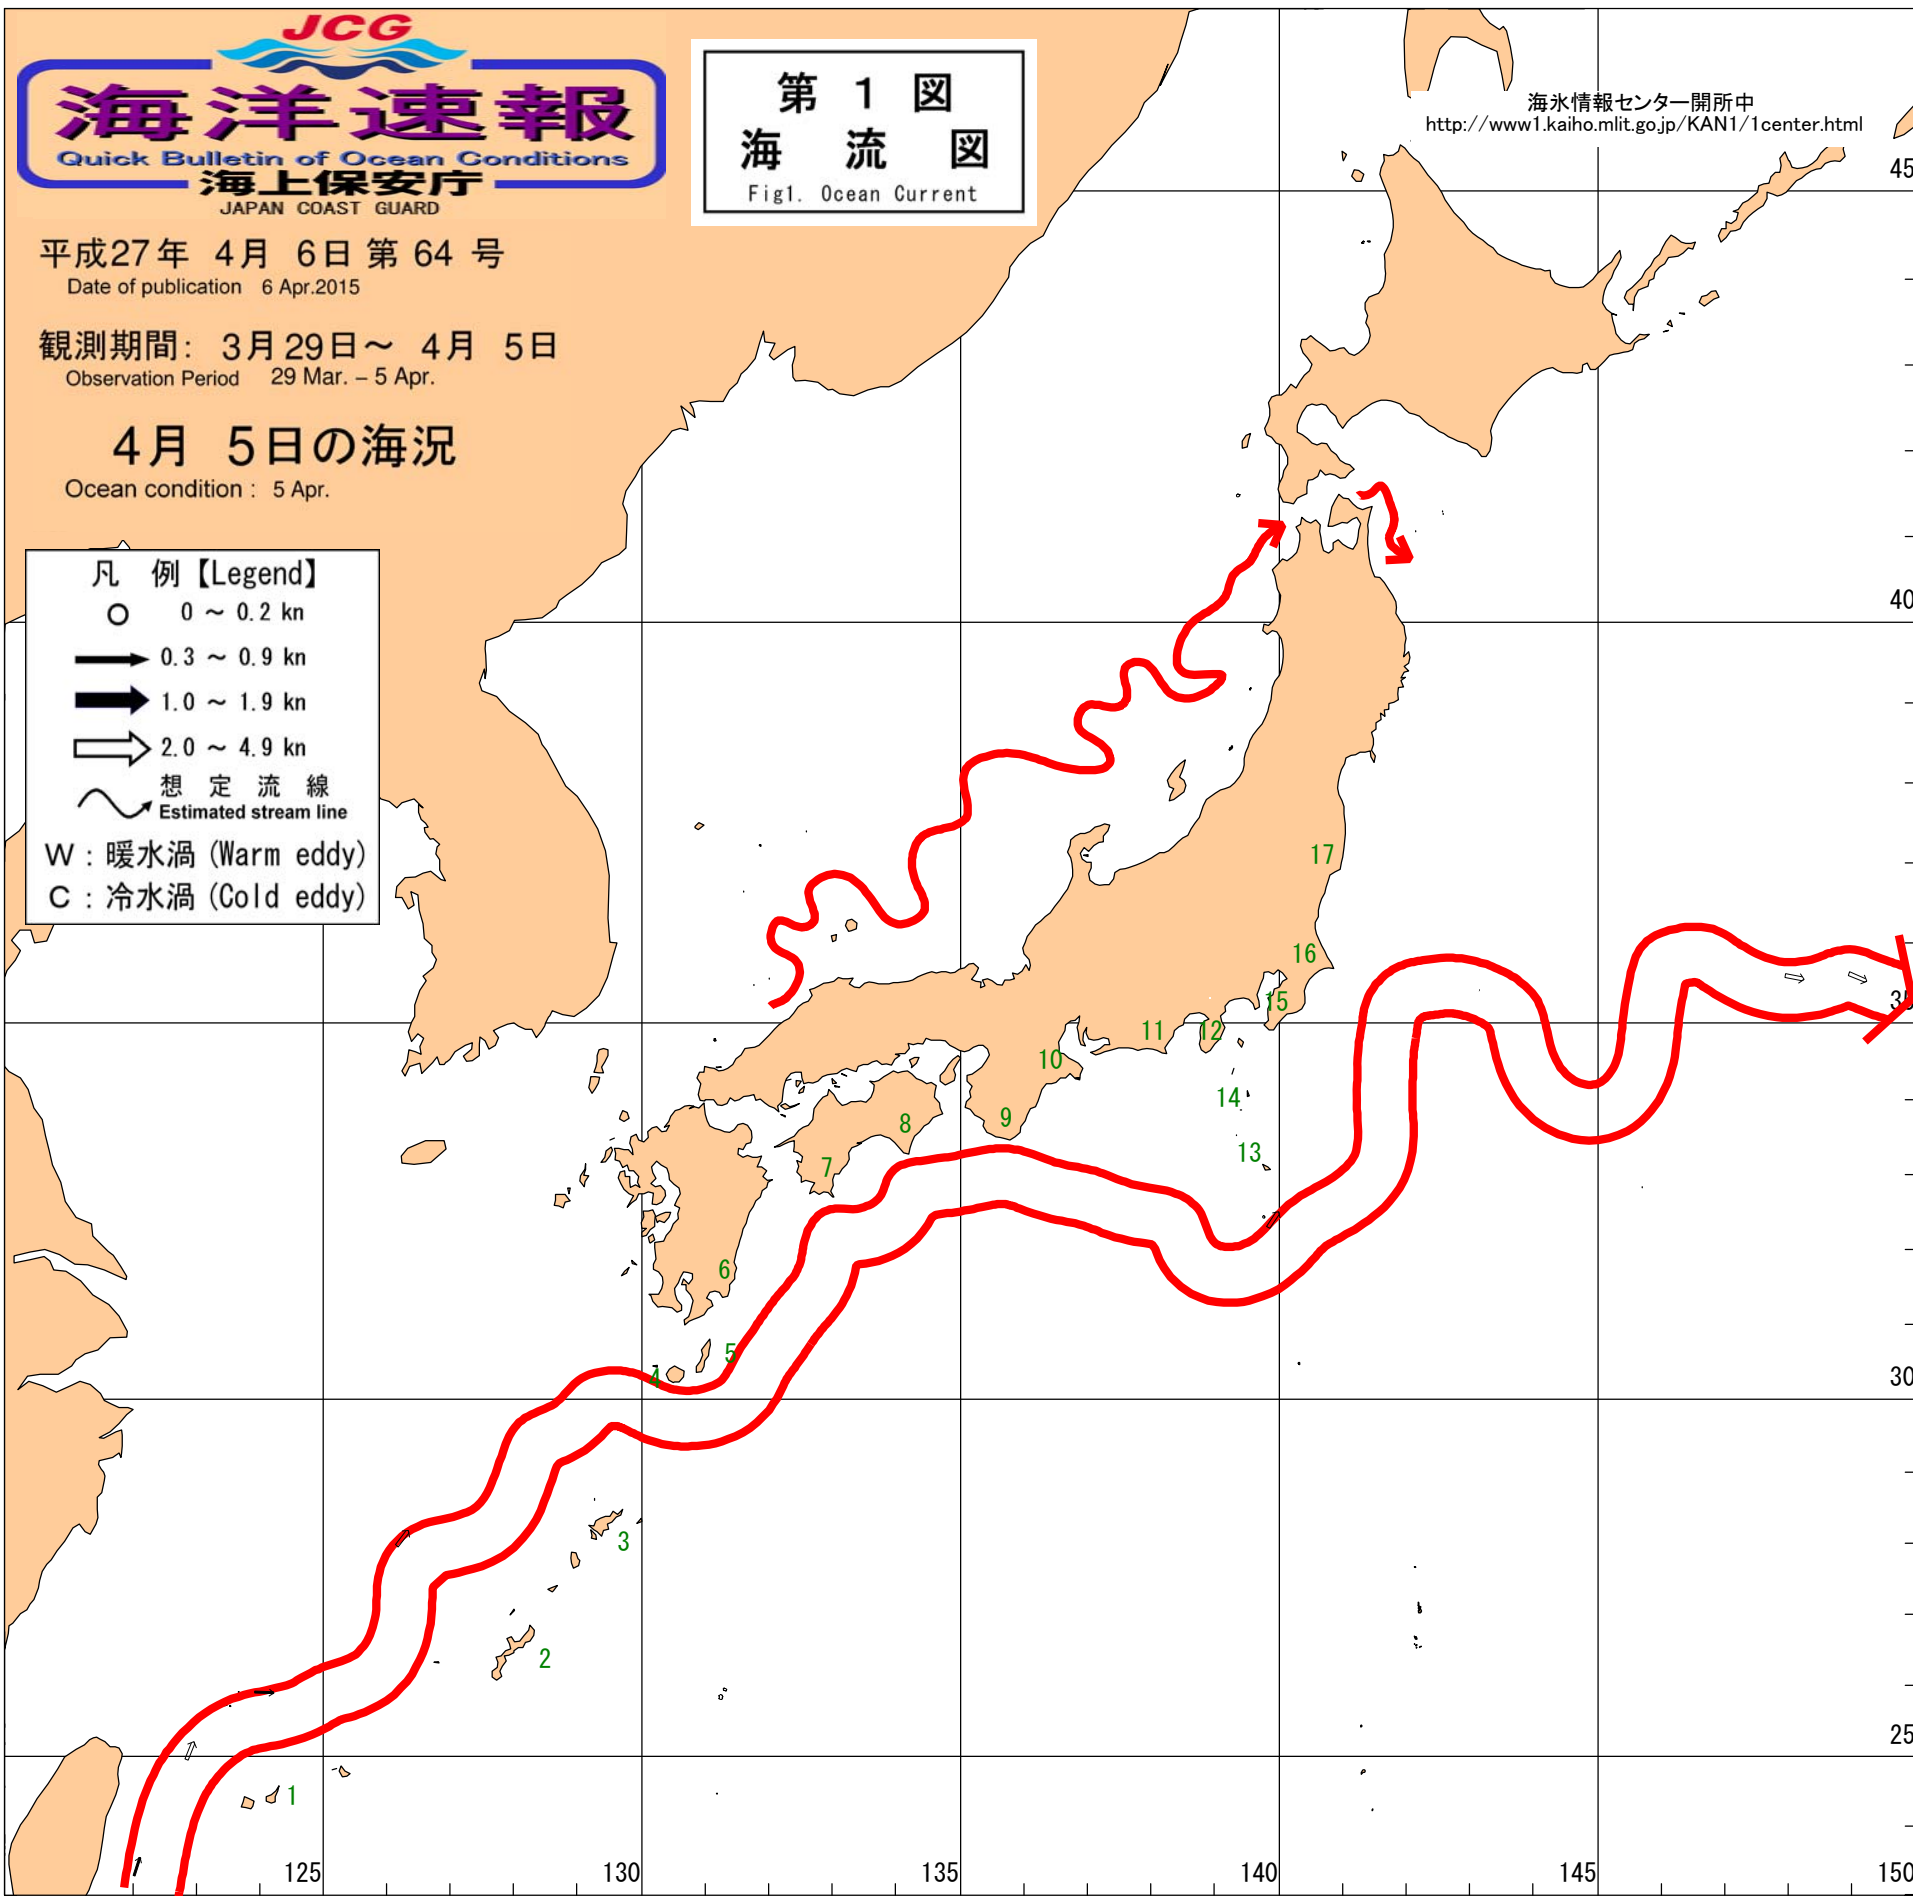 JCG
海洋速報
Quick Bulletin of Ocean Conditions
海上保安庁
JAPAN COAST GUARD
平成27年 4月 6日 第 64 号
Date of publication 6 Apr.2015
観測期間: 3月29日～ 4月 5日
Observation Period 29 Mar. – 5 Apr.
4月 5日の海況
Ocean condition : 5 Apr.
第 1 図
海 流 図
Fig1. Ocean Current
海氷情報センター開所中
http://www1.kaiho.mlit.go.jp/KAN1/1center.html
凡 例【Legend】
0 ～ 0.2 kn
0.3 ～ 0.9 kn
1.0 ～ 1.9 kn
2.0 ～ 4.9 kn
想 定 流 線
Estimated stream line
W : 暖水渦 (Warm eddy)
C : 冷水渦 (Cold eddy)
45
40
17
16
35
15
12
11
10
14
9
8
13
7
6
5
4
30
3
2
25
1
125
130
135
140
145
150